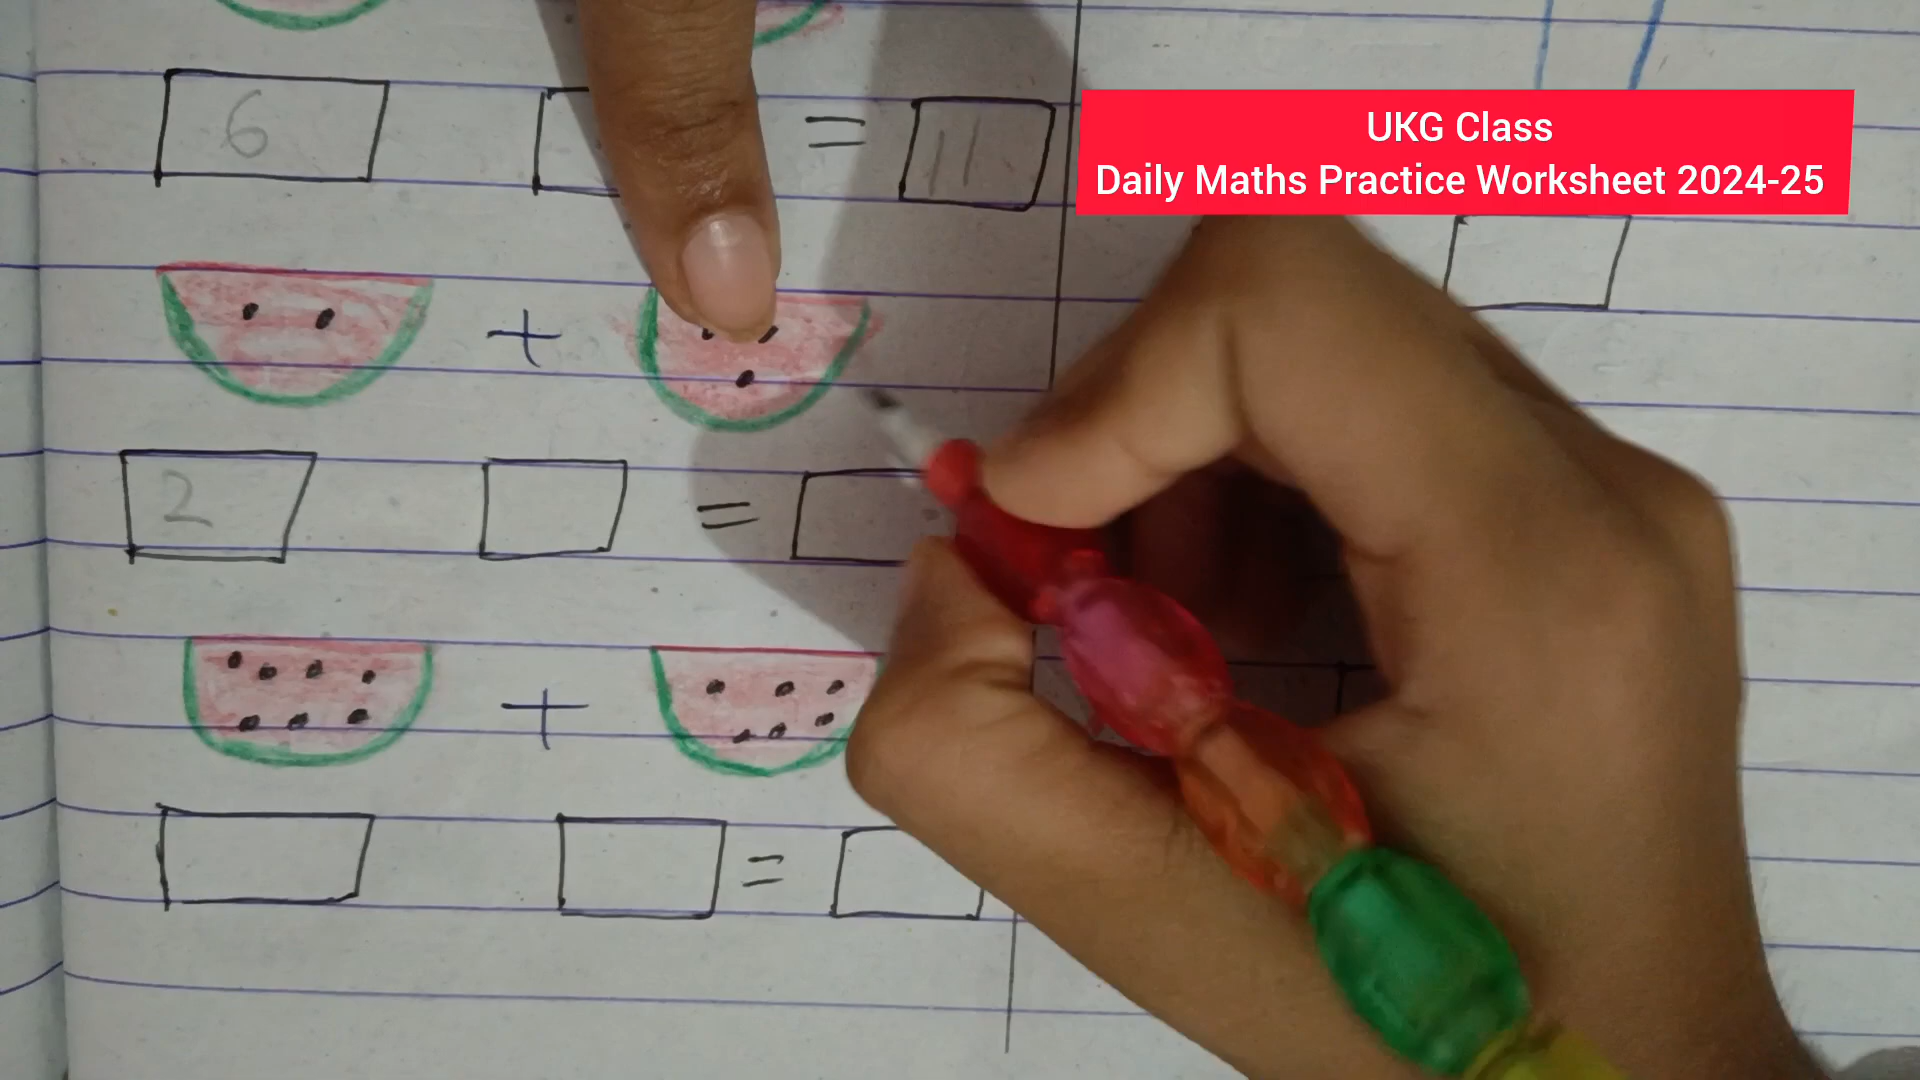 UKG Class
Daily Maths Practice Worksheet 2024-25
6 = 11
+
2 =
+
=